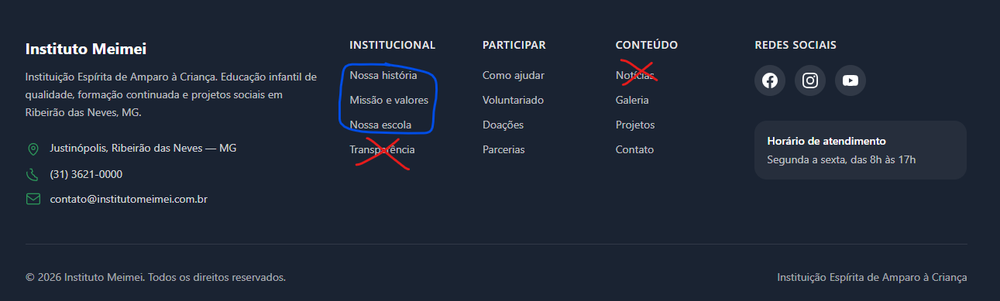 Instituto Meimei
Instituição Espírita de Amparo à Criança. Educação infantil de
qualidade, formação continuada e projetos sociais em
Ribeirão das Neves, MG.
Justinópolis, Ribeirão das Neves — MG
(31) 3621-0000
contato@institutomeimei.com.br
INSTITUCIONAL
Nossa história
Missão e valores
Nossa escola
Transparência
PARTICIPAR
Como ajudar
Voluntariado
Doações
Parcerias
CONTEÚDO
Notícias
Galeria
Projetos
Contato
REDES SOCIAIS
Horário de atendimento
Segunda a sexta, das 8h às 17h
© 2026 Instituto Meimei. Todos os direitos reservados.
Instituição Espírita de Amparo à Criança